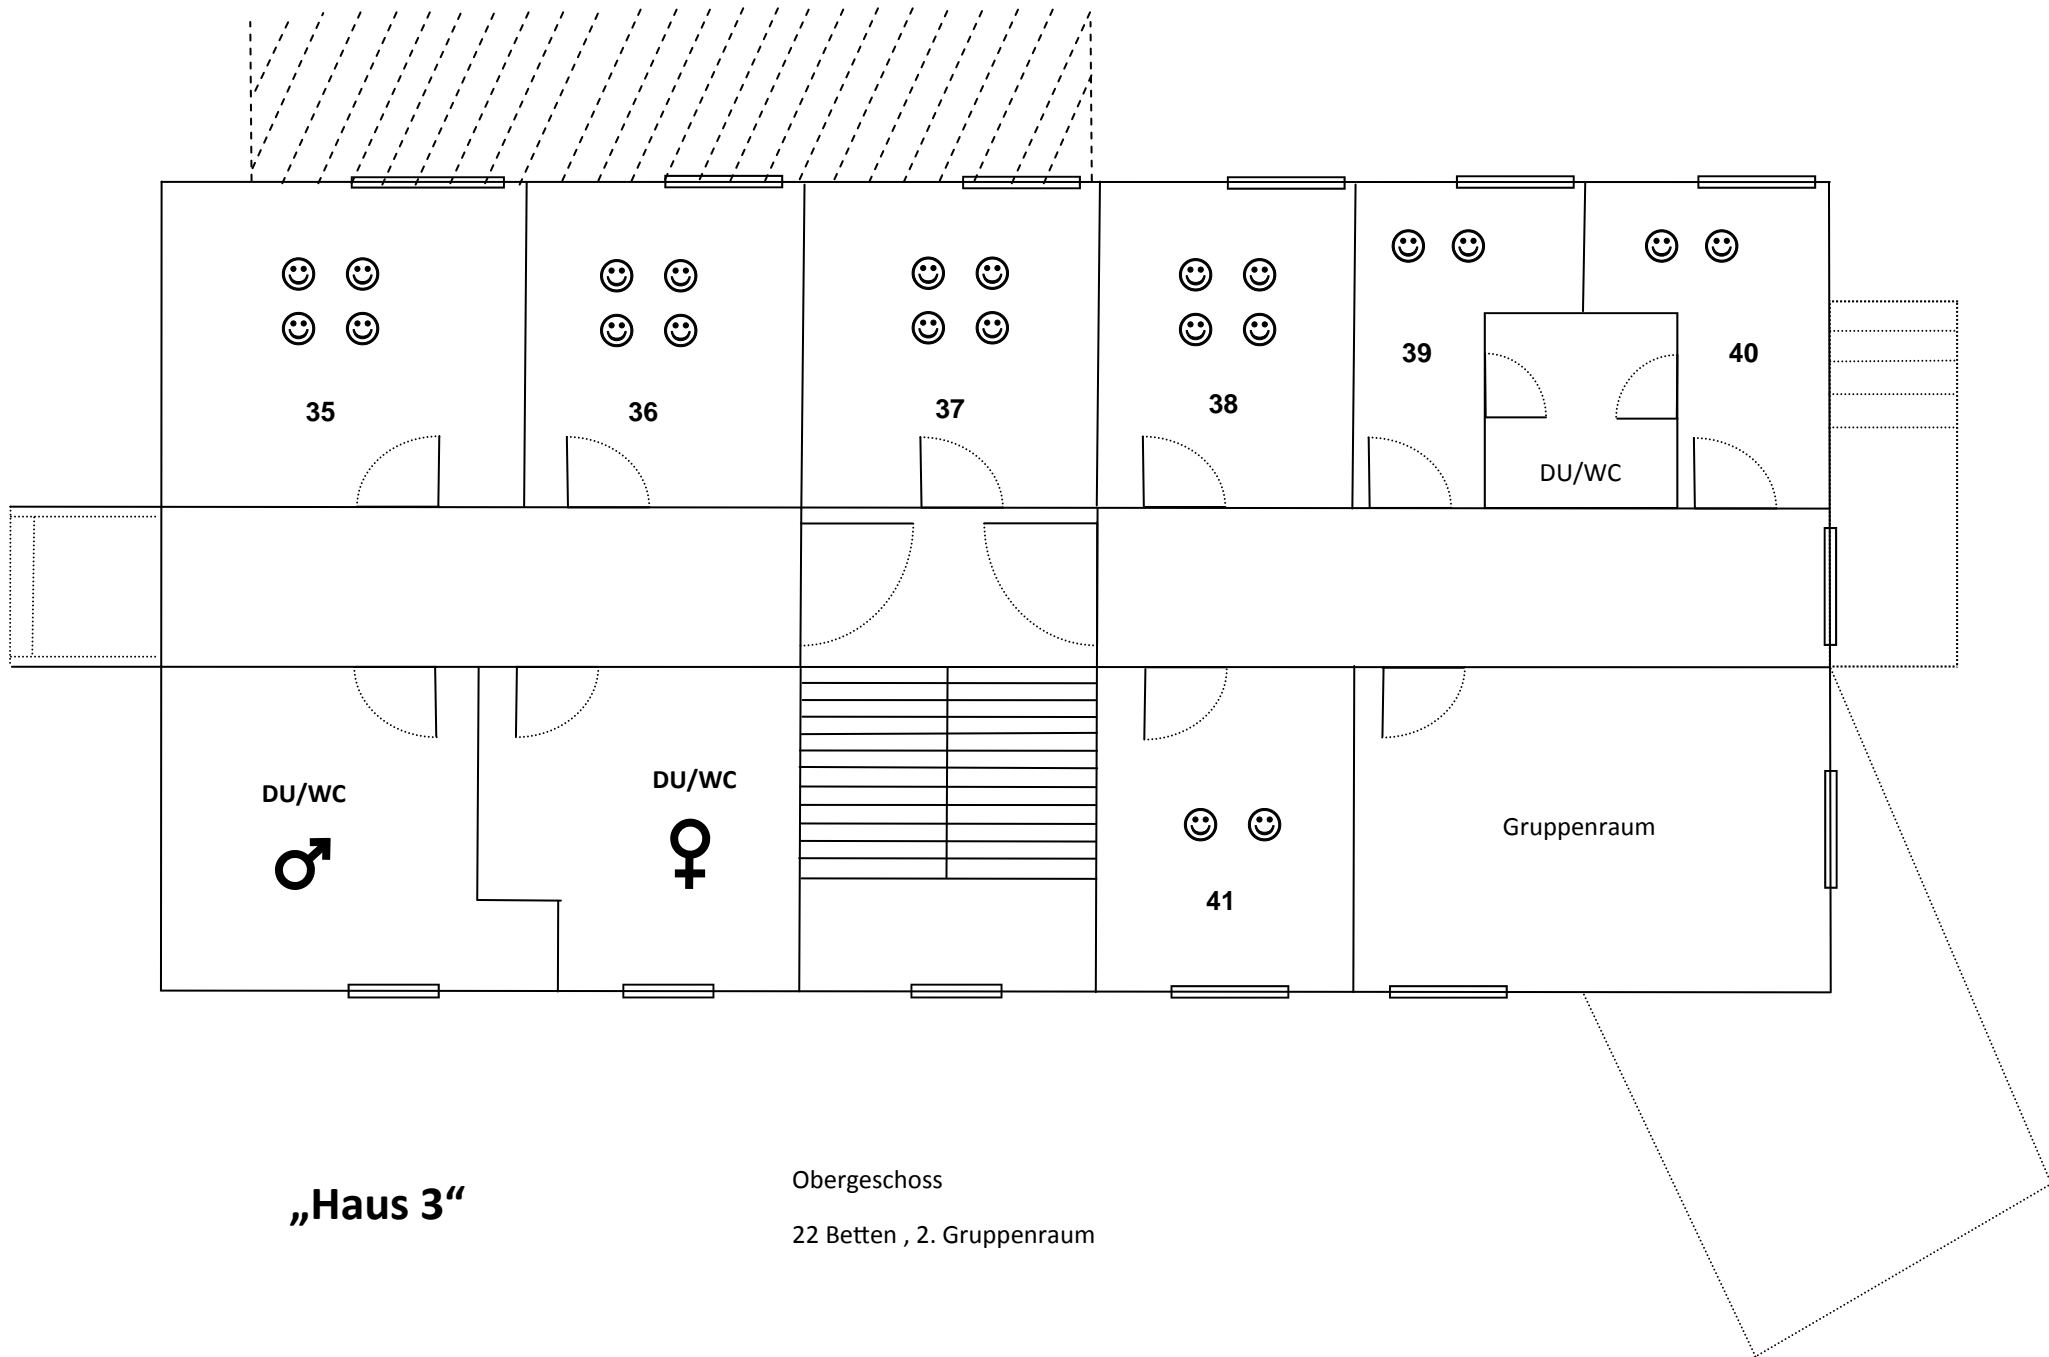 35
36
37
38
39
40
DU/WC
DU/WC
DU/WC
41
Gruppenraum
„Haus 3“
Obergeschoss
22 Betten , 2. Gruppenraum